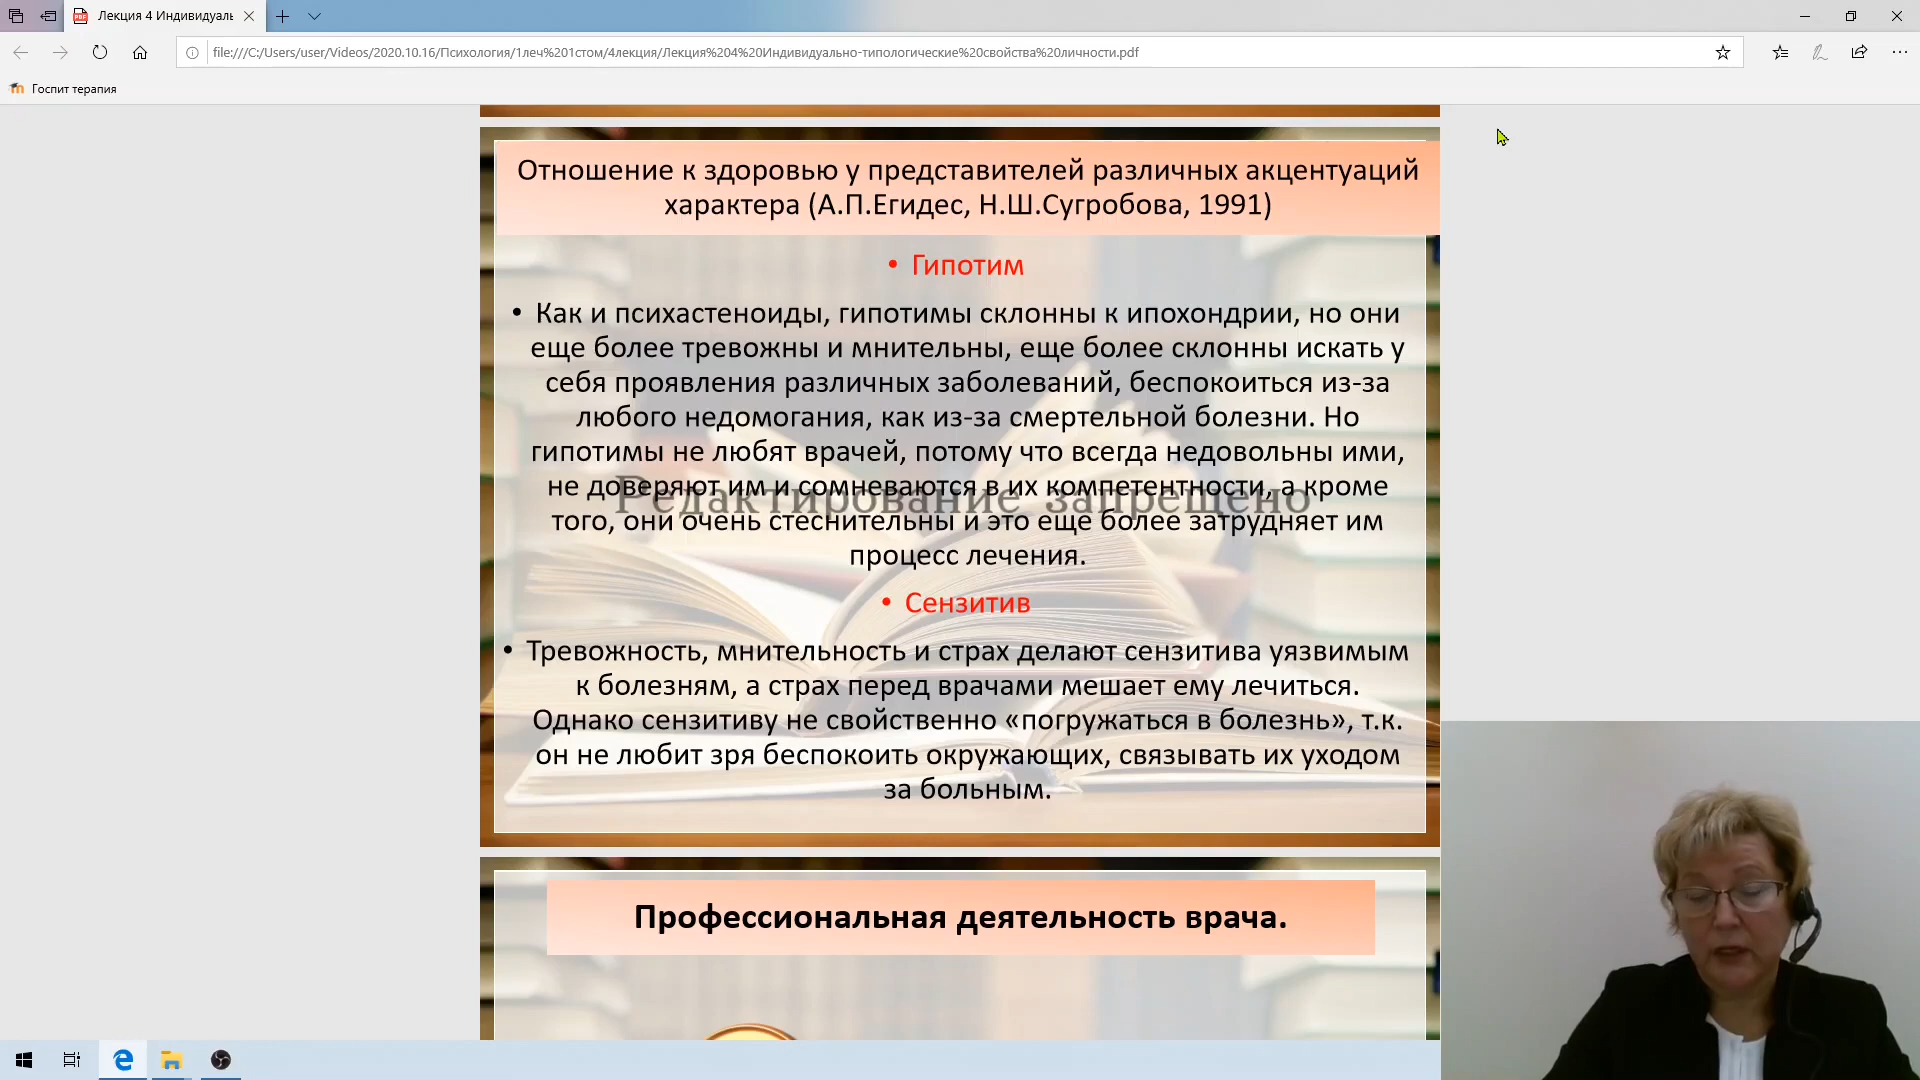 Лекция 4 Индивидуаль
file:///C:/Users/user/Videos/2020.10.16/Психология/1леч%201стом/4лекция/Лекция%204%20Индивидуально-типологические%20свойства%20личности.pdf
Госпит терапия
Отношение к здоровью у представителей различных акцентуаций
характера (А.П.Егидес, Н.Ш.Сугробова, 1991)
• Гипотим
• Как и психастеноиды, гипотимы склонны к ипохондрии, но они
еще более тревожны и мнительны, еще более склонны искать у
себя проявления различных заболеваний, беспокоиться из-за
любого недомогания, как из-за смертельной болезни. Но
гипотимы не любят врачей, потому что всегда недовольны ими,
не доверяют им и сомневаются в их компетентности, а кроме
Редактирование запрещено
того, они очень стеснительны и это еще более затрудняет им
процесс лечения.
• Сензитив
• Тревожность, мнительность и страх делают сензитива уязвимым
к болезням, а страх перед врачами мешает ему лечиться.
Однако сензитиву не свойственно «погружаться в болезнь», т.к.
он не любит зря беспокоить окружающих, связывать их уходом
за больным.
Профессиональная деятельность врача.